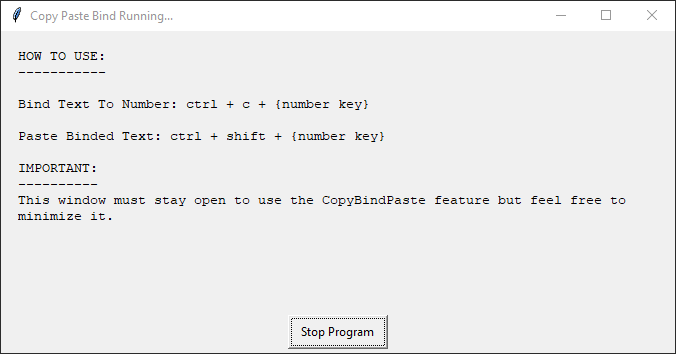 Copy Paste Bind Running...
HOW TO USE:
-----------
Bind Text To Number: ctrl + c + {number key}
Paste Binded Text: ctrl + shift + {number key}
IMPORTANT:
----------
This window must stay open to use the CopyBindPaste feature but feel free to
minimize it.
Stop Program